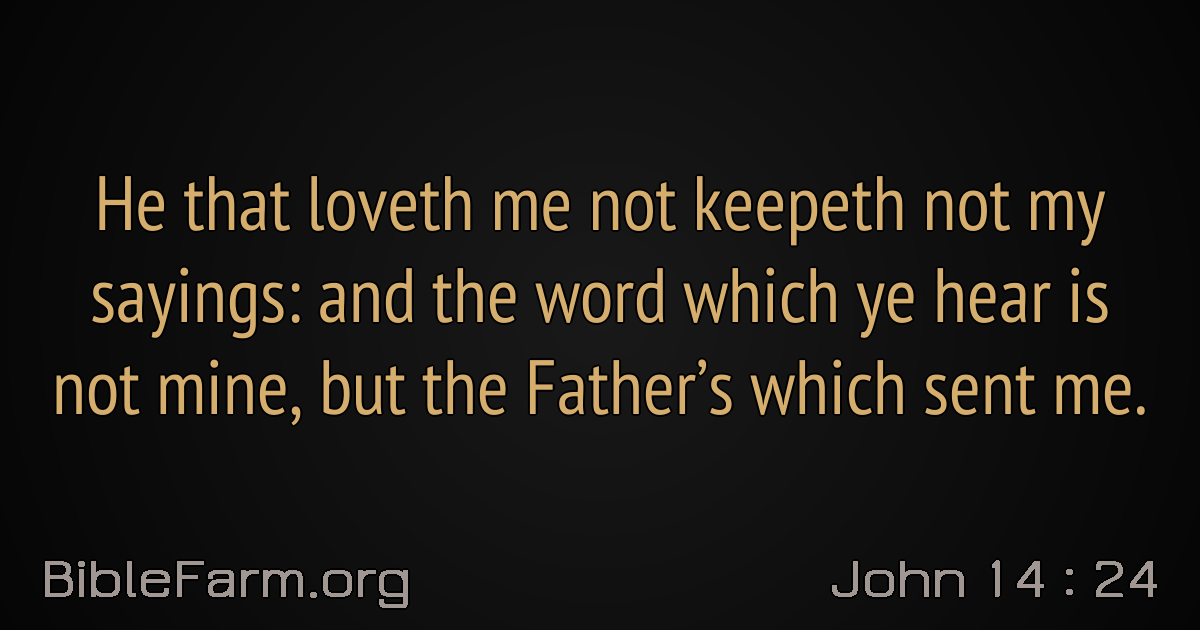 He that loveth me not keepeth not my
sayings: and the word which ye hear is
not mine, but the Father’s which sent me.
BibleFarm.org
John 14 : 24